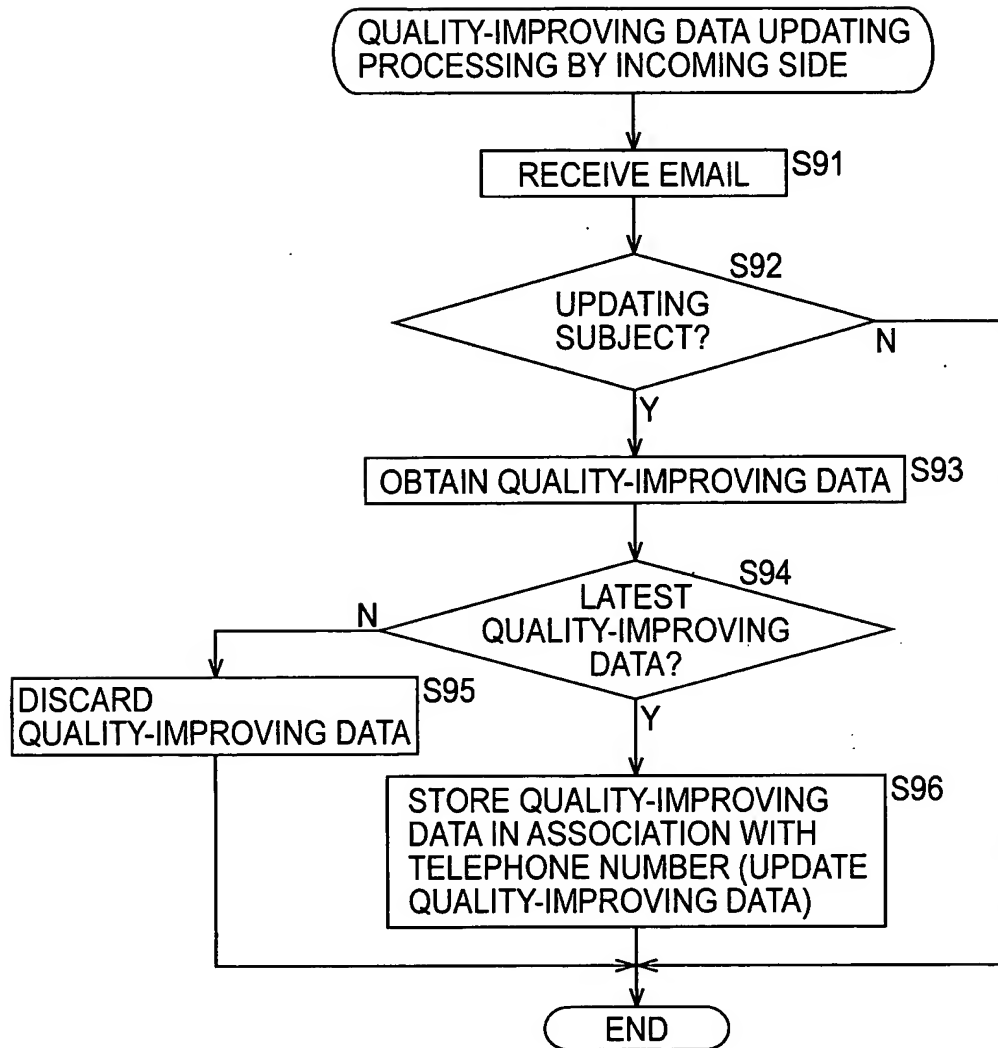 QUALITY-IMPROVING DATA UPDATING
PROCESSING BY INCOMING SIDE
RECEIVE EMAIL
S91
S92
UPDATING
SUBJECT?
N
Y
OBTAIN QUALITY-IMPROVING DATA
S93
S94
LATEST
QUALITY-IMPROVING
DATA?
N
Y
DISCARD
QUALITY-IMPROVING DATA
S95
STORE QUALITY-IMPROVING
DATA IN ASSOCIATION WITH
TELEPHONE NUMBER (UPDATE
QUALITY-IMPROVING DATA)
S96
END